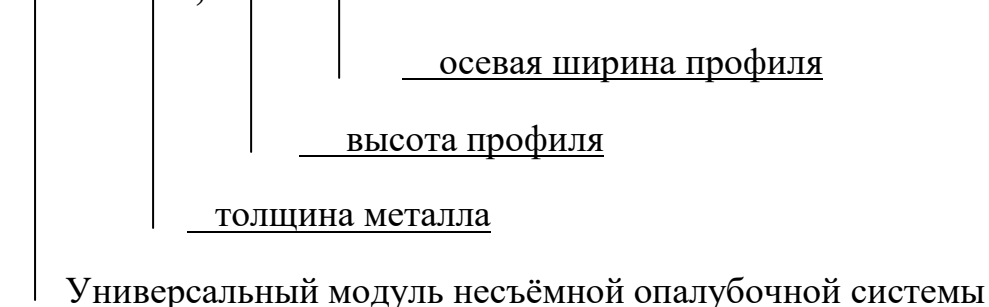 ,
осевая ширина профиля
высота профиля
толщина металла
Универсальный модуль несъёмной опалубочной системы